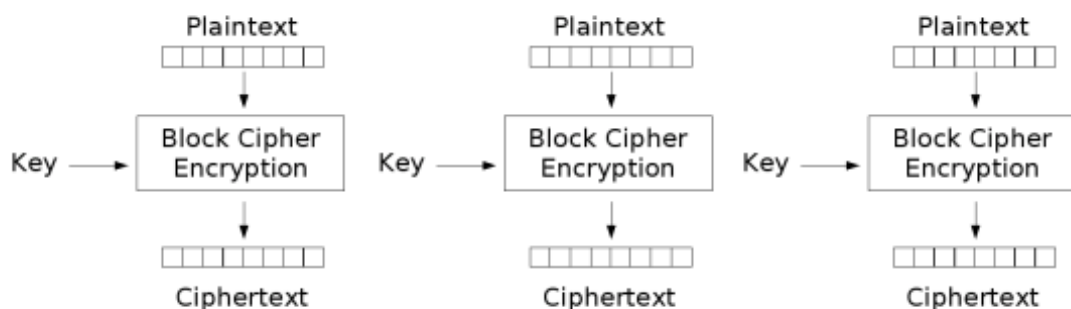 Plaintext Plaintext Plaintext
Block Cipher Block Cipher Block Cipher
Key Key Key
Encryption Encryption Encryption
Ciphertext Ciphertext Ciphertext